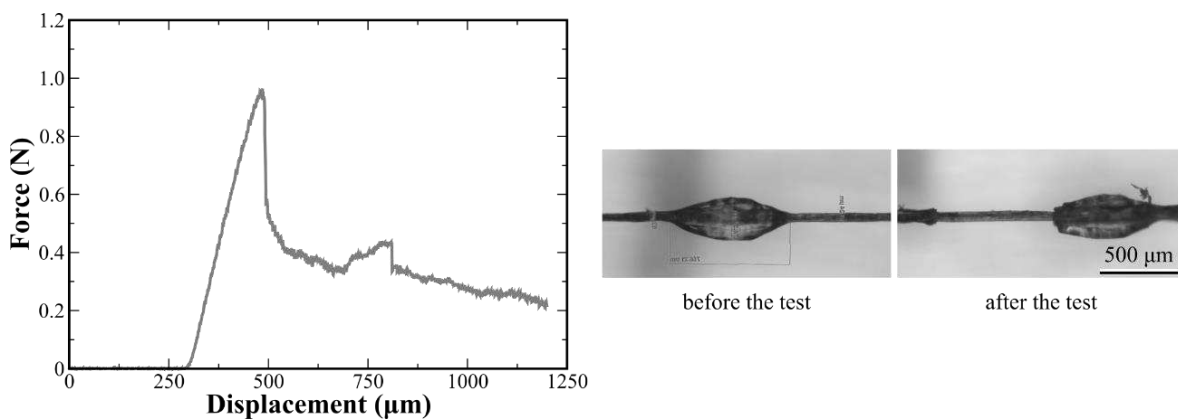 1.2
1.0
0.8
0.6
0.4
0.2
0
Force (N)
0 250 500 750 1000 1250
Displacement (μm)
500 μm
before the test
after the test